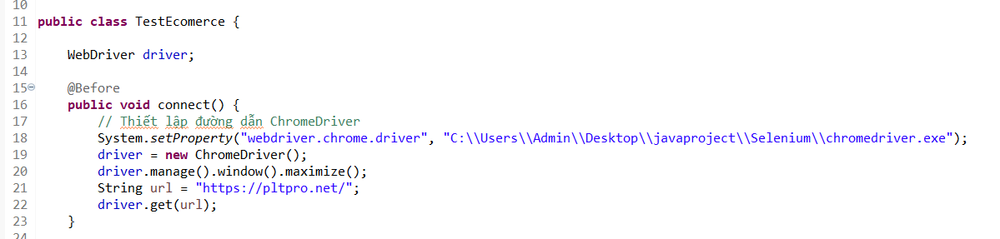 10
11 public class TestEcomerce {
12
13     WebDriver driver;
14
15     @Before
16     public void connect() {
17         // Thiết lập đường dẫn ChromeDriver
18         System.setProperty("webdriver.chrome.driver", "C:\\Users\\Admin\\Desktop\\javaproject\\Selenium\\chromedriver.exe");
19         driver = new ChromeDriver();
20         driver.manage().window().maximize();
21         String url = "https://pltpro.net/";
22         driver.get(url);
23     }
24